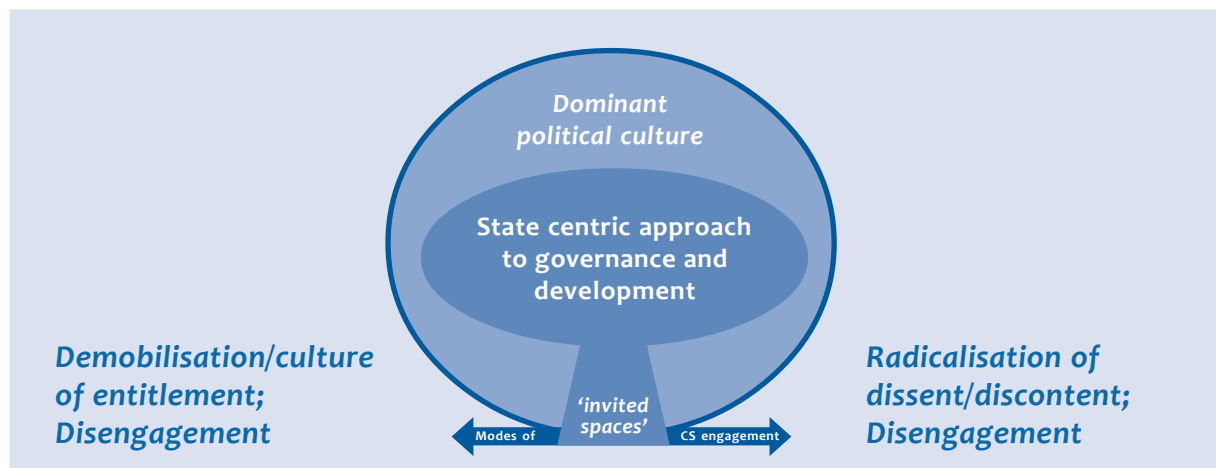 Dominant
political culture
State centric approach
to governance and
development
Demobilisation/culture
of entitlement;
Disengagement
‘invited
spaces’
Modes of
CS engagement
Radicalisation of
dissent/discontent;
Disengagement